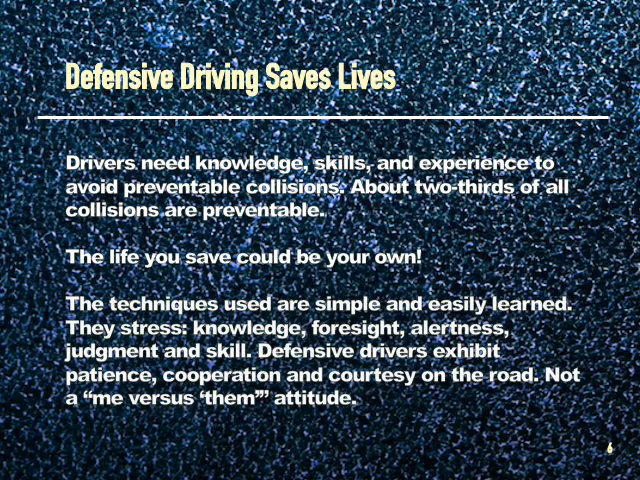 Defensive Driving Saves Lives
Drivers need knowledge, skills, and experience to
avoid preventable collisions. About two-thirds of all
collisions are preventable.
The life you save could be your own!
The techniques used are simple and easily learned.
They stress: knowledge, foresight, alertness,
judgment and skill. Defensive drivers exhibit
patience, cooperation and courtesy on the road. Not
a “me versus ‘them’” attitude.
6